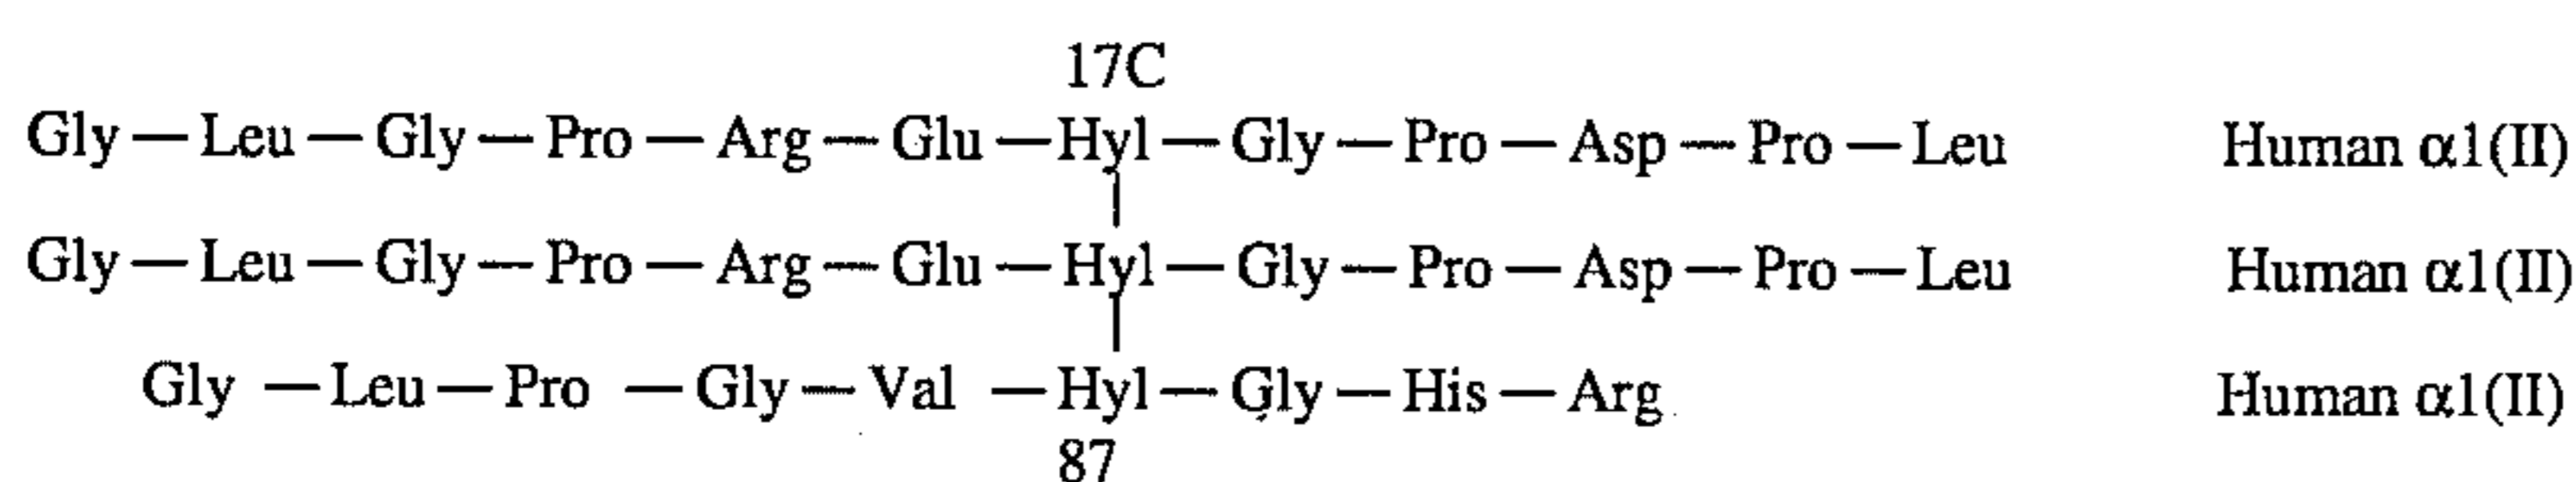 17C
Gly — Leu — Gly — Pro — Arg — Glu — Hyl — Gly — Pro — Asp — Pro — Leu Human α1(II)
Gly — Leu — Gly — Pro — Arg — Glu — Hyl — Gly — Pro — Asp — Pro — Leu Human α1(II)
Gly — Leu — Pro — Gly — Val — Hyl — Gly — His — Arg Human α1(II)
87